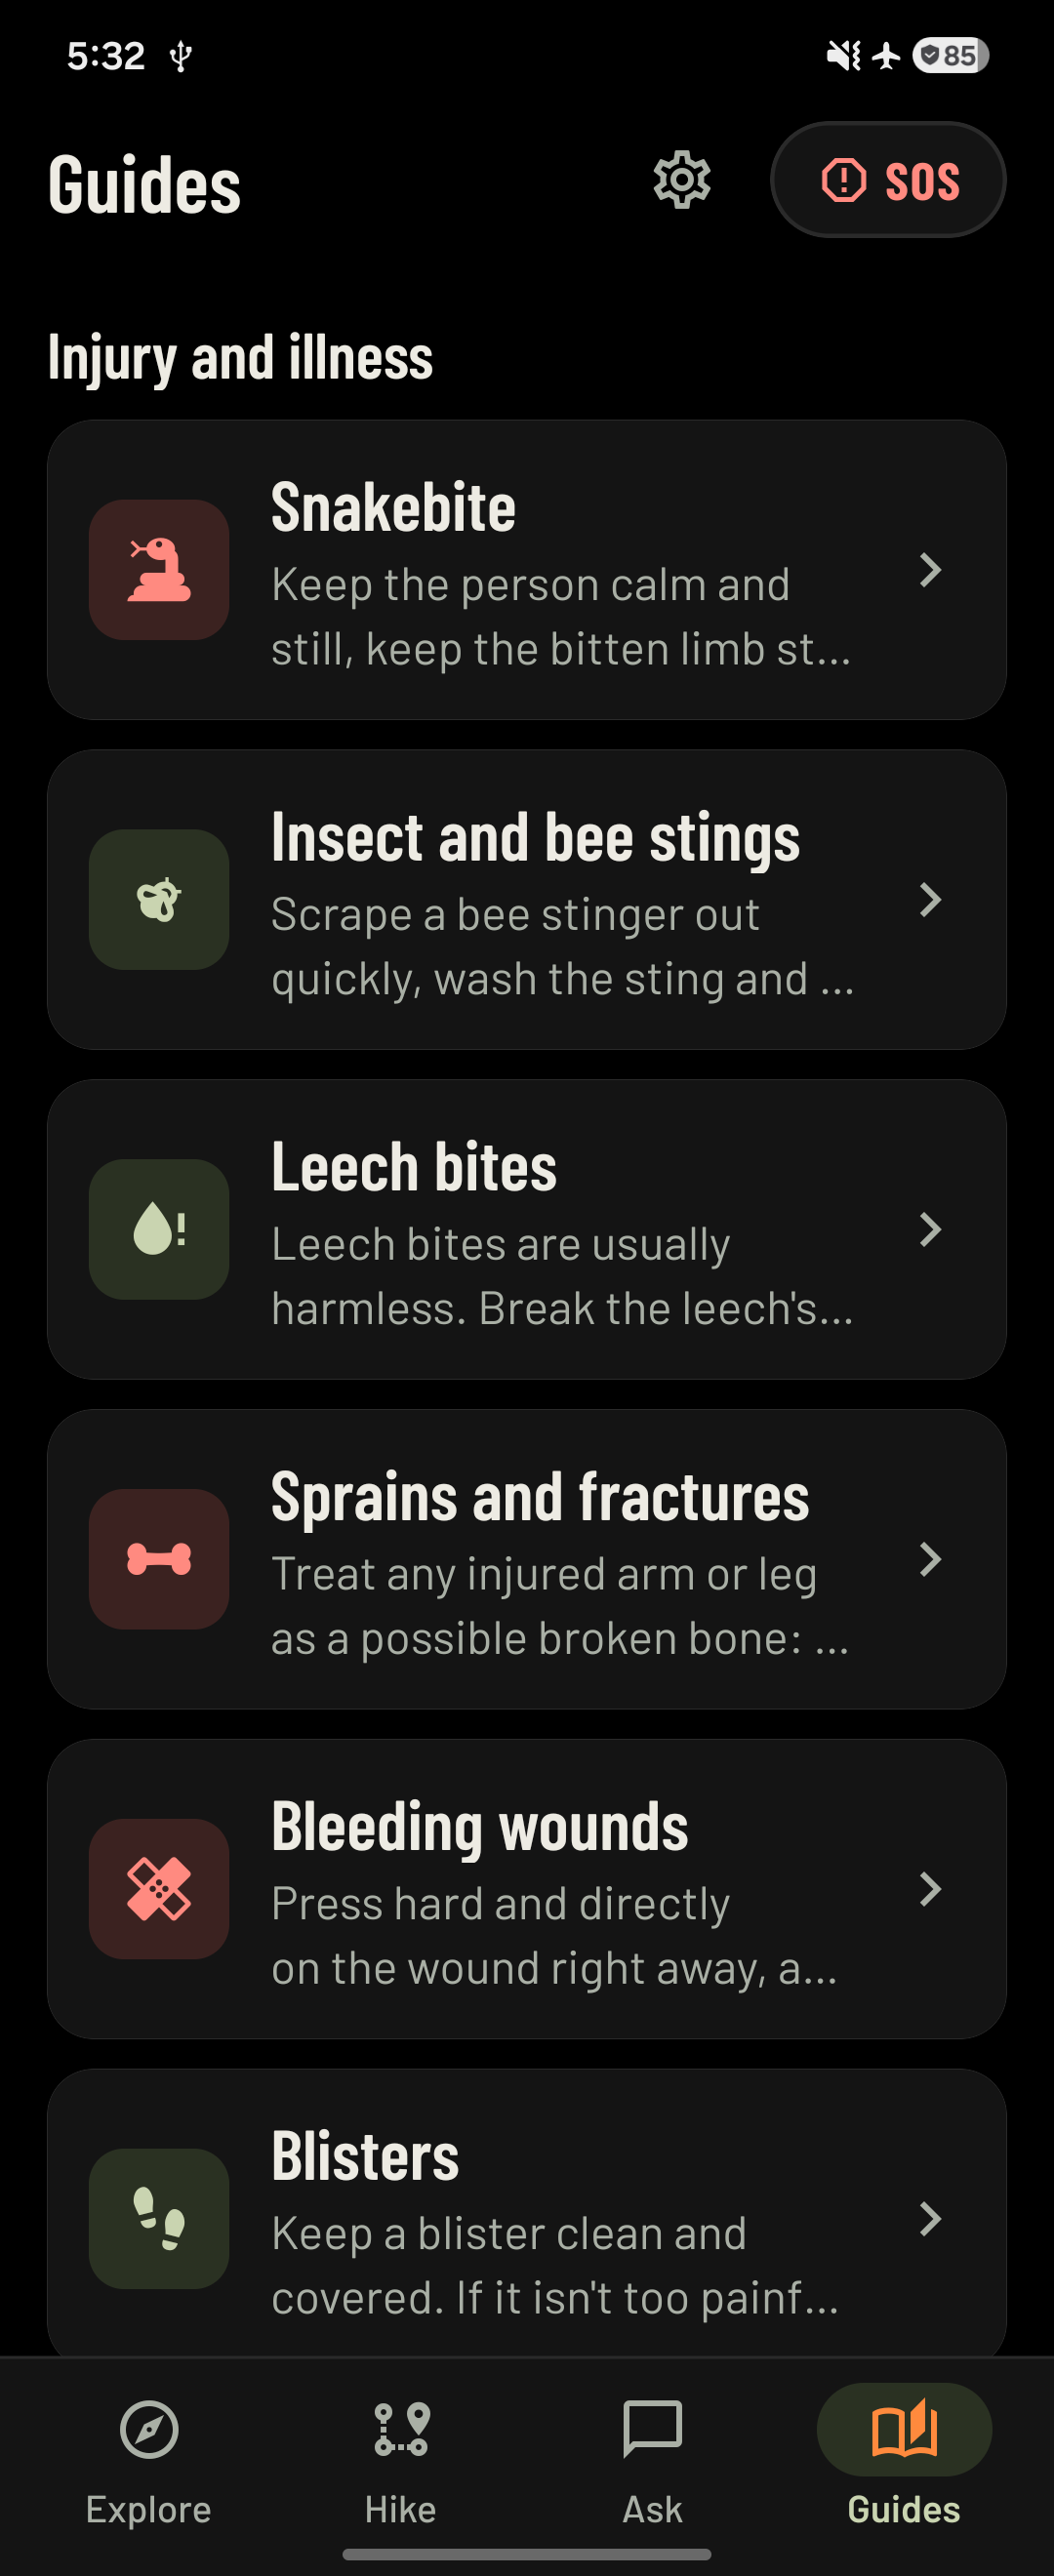 5:32
85
Guides
SOS
Injury and illness
Snakebite
Keep the person calm and
still, keep the bitten limb st...
Insect and bee stings
Scrape a bee stinger out
quickly, wash the sting and ...
Leech bites
Leech bites are usually
harmless. Break the leech's...
Sprains and fractures
Treat any injured arm or leg
as a possible broken bone: ...
Bleeding wounds
Press hard and directly
on the wound right away, a...
Blisters
Keep a blister clean and
covered. If it isn't too painf...
Explore
Hike
Ask
Guides